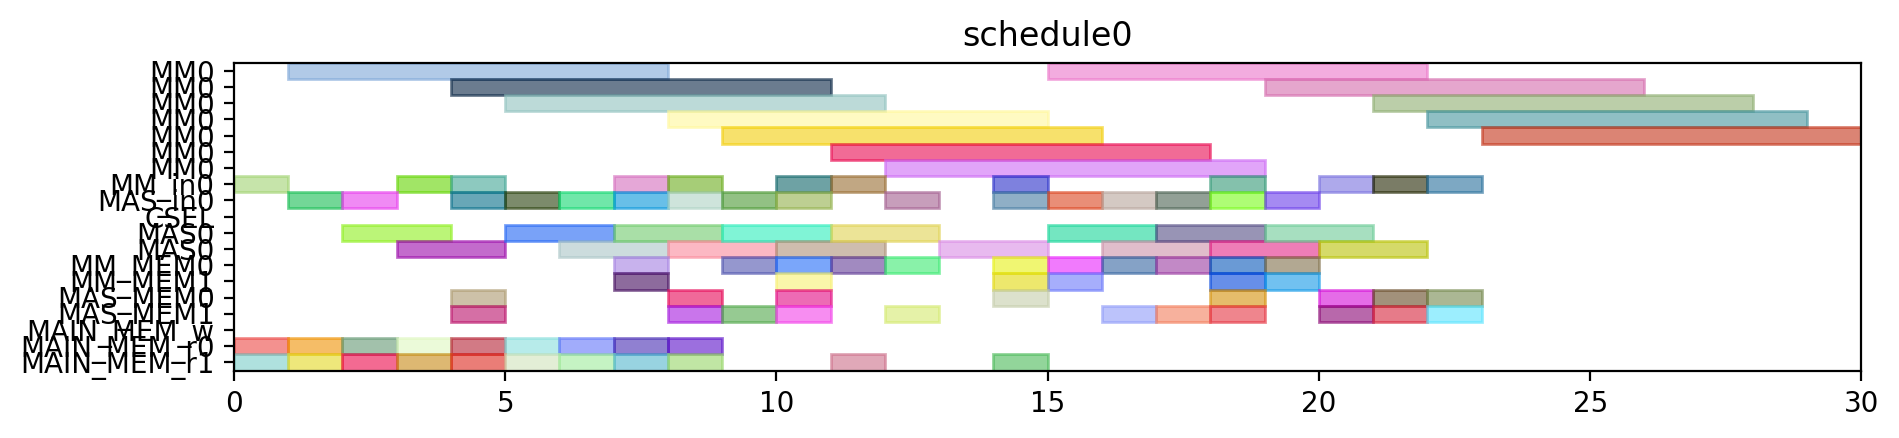 schedule0
MM0
MM0
MM0
MM0
MM0
MM0
MM0
MM_in0
MAS_in0
CSEL
MAS0
MAS0
MM_MEM0
MM_MEM1
MAS_MEM0
MAS_MEM1
MAIN_MEM_w
MAIN_MEM_r0
MAIN_MEM_r1
0 5 10 15 20 25 30